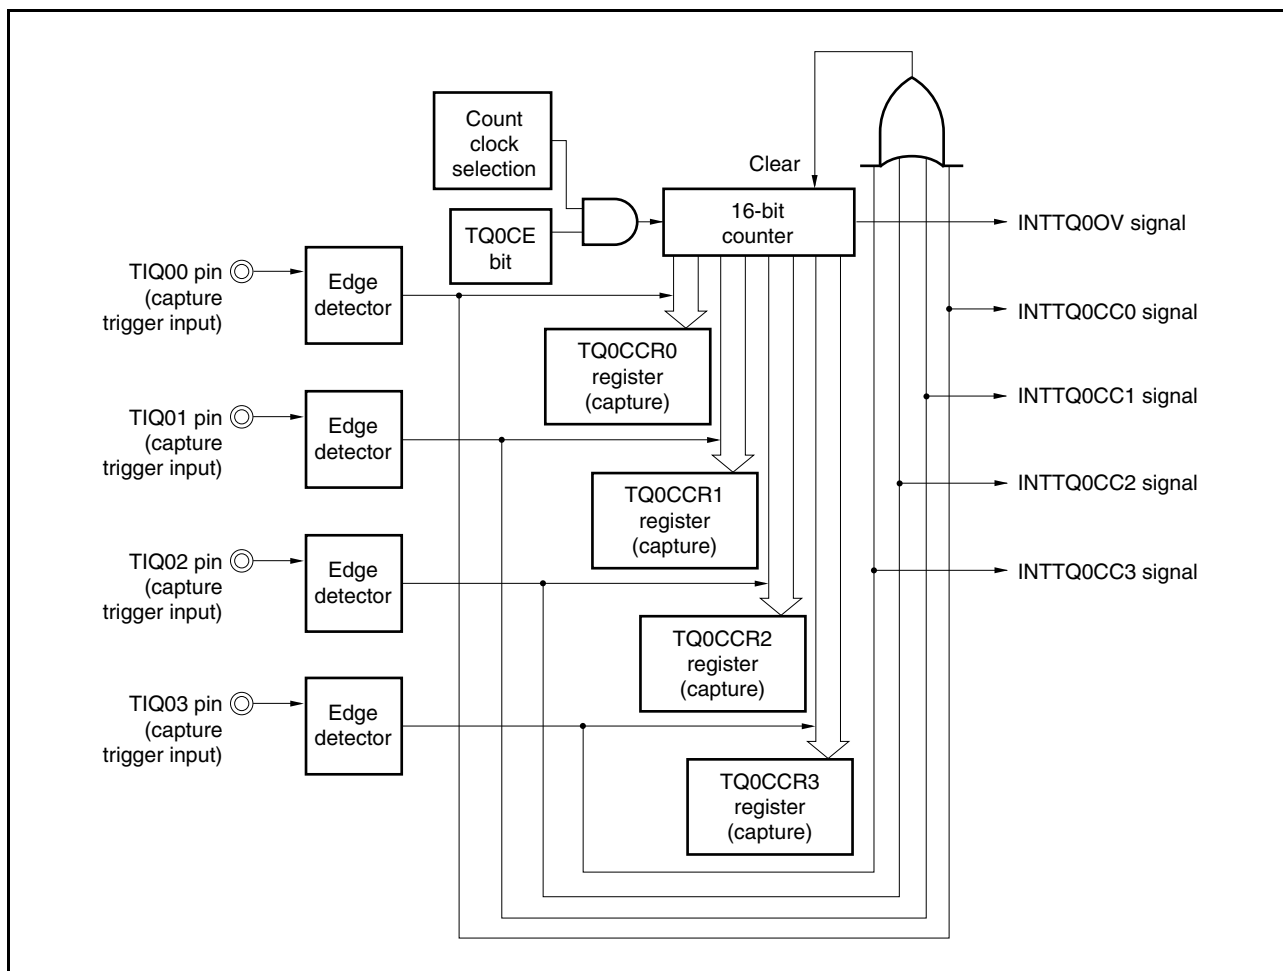 Count
clock
selection
Clear
16-bit
counter
TQ0CE
bit
INTTQ0OV signal
TIQ00 pin
(capture
trigger input)
Edge
detector
INTTQ0CC0 signal
TQ0CCR0
register
(capture)
TIQ01 pin
(capture
trigger input)
Edge
detector
INTTQ0CC1 signal
TQ0CCR1
register
(capture)
INTTQ0CC2 signal
TIQ02 pin
(capture
trigger input)
Edge
detector
INTTQ0CC3 signal
TQ0CCR2
register
(capture)
TIQ03 pin
(capture
trigger input)
Edge
detector
TQ0CCR3
register
(capture)